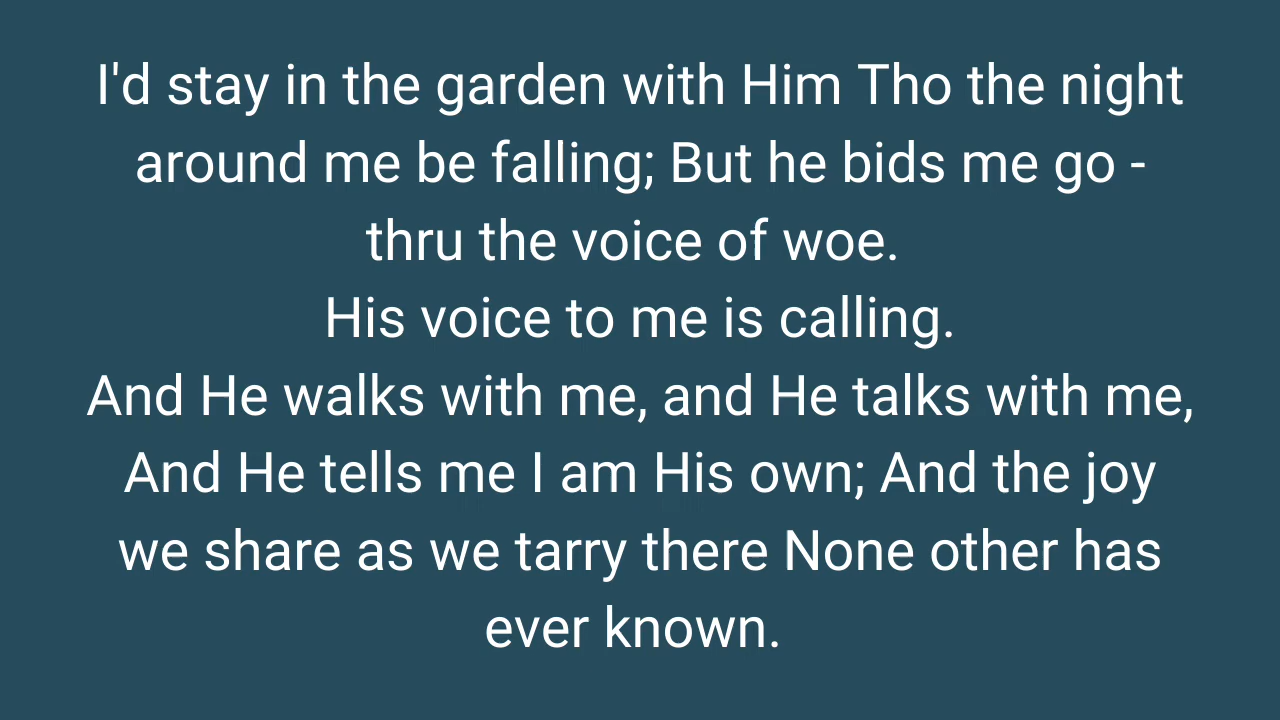 I'd stay in the garden with Him Tho the night
around me be falling; But he bids me go -
thru the voice of woe.
His voice to me is calling.
And He walks with me, and He talks with me,
And He tells me I am His own; And the joy
we share as we tarry there None other has
ever known.